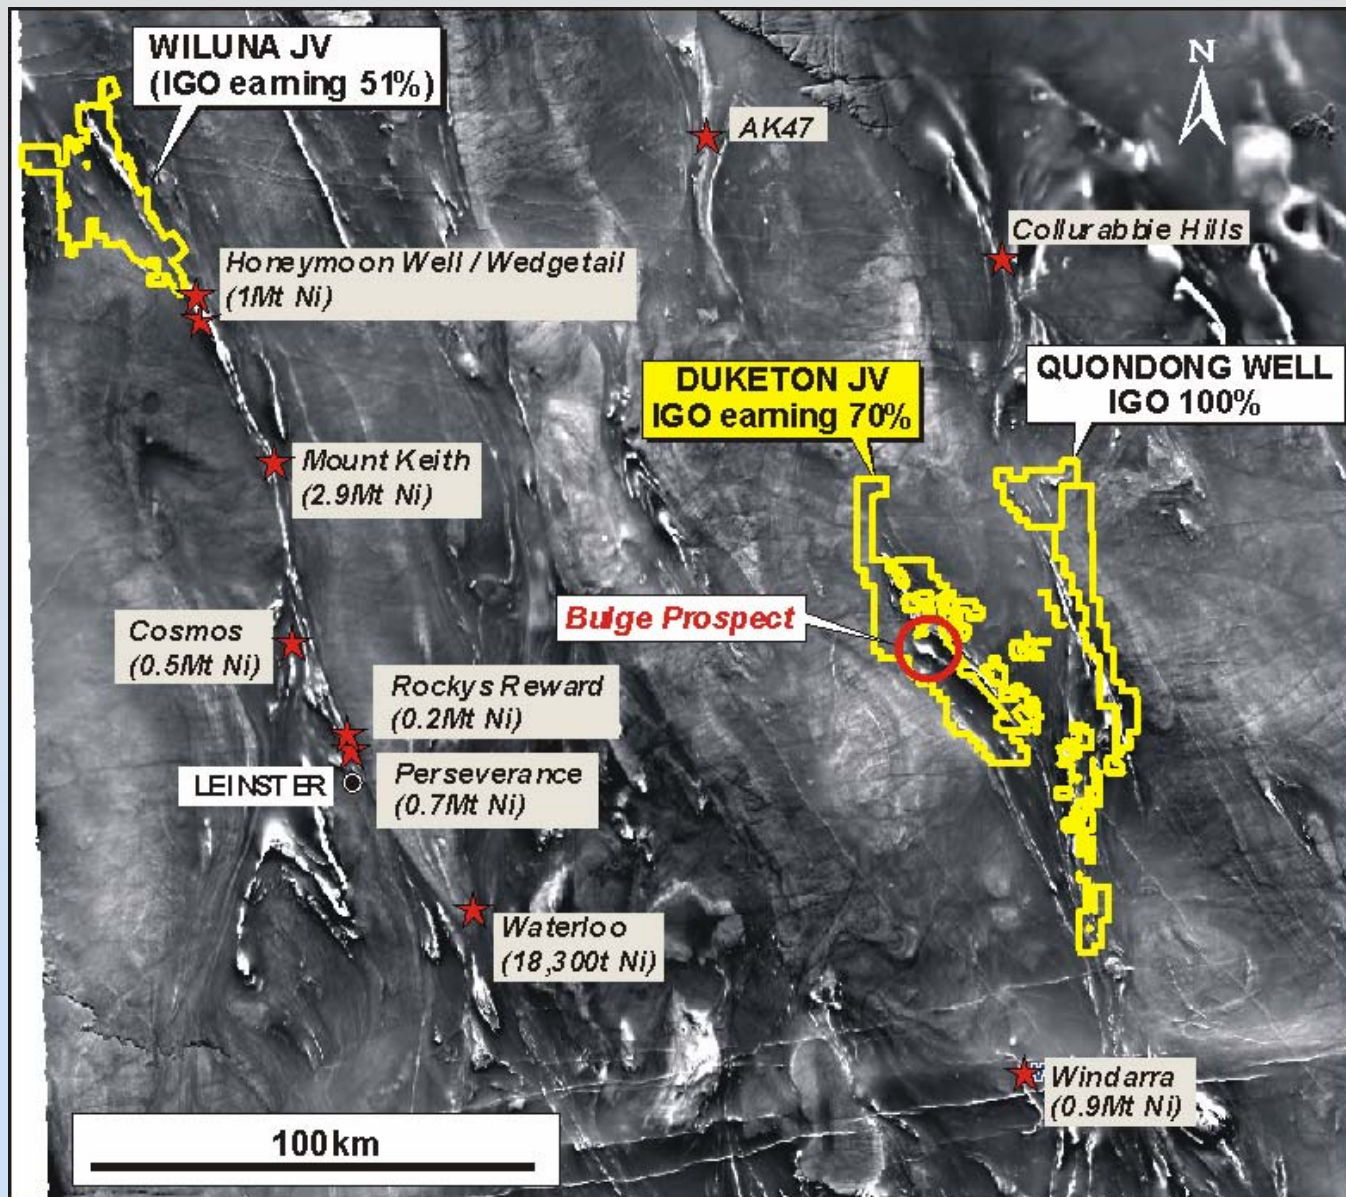 WILUNA JV
(IGO earning 51%)
N
AK47
Collurabbie Hills
Honeymoon Well / Wedgetail
(1Mt Ni)
DUKETON JV
IGO earning 70%
QUONDONG WELL
IGO 100%
Mount Keith
(2.9Mt Ni)
Bulge Prospect
Cosmos
(0.5Mt Ni)
Rockys Reward
(0.2Mt Ni)
LEINSTER
Perseverance
(0.7Mt Ni)
Waterloo
(18,300t Ni)
Windarra
(0.9Mt Ni)
100km